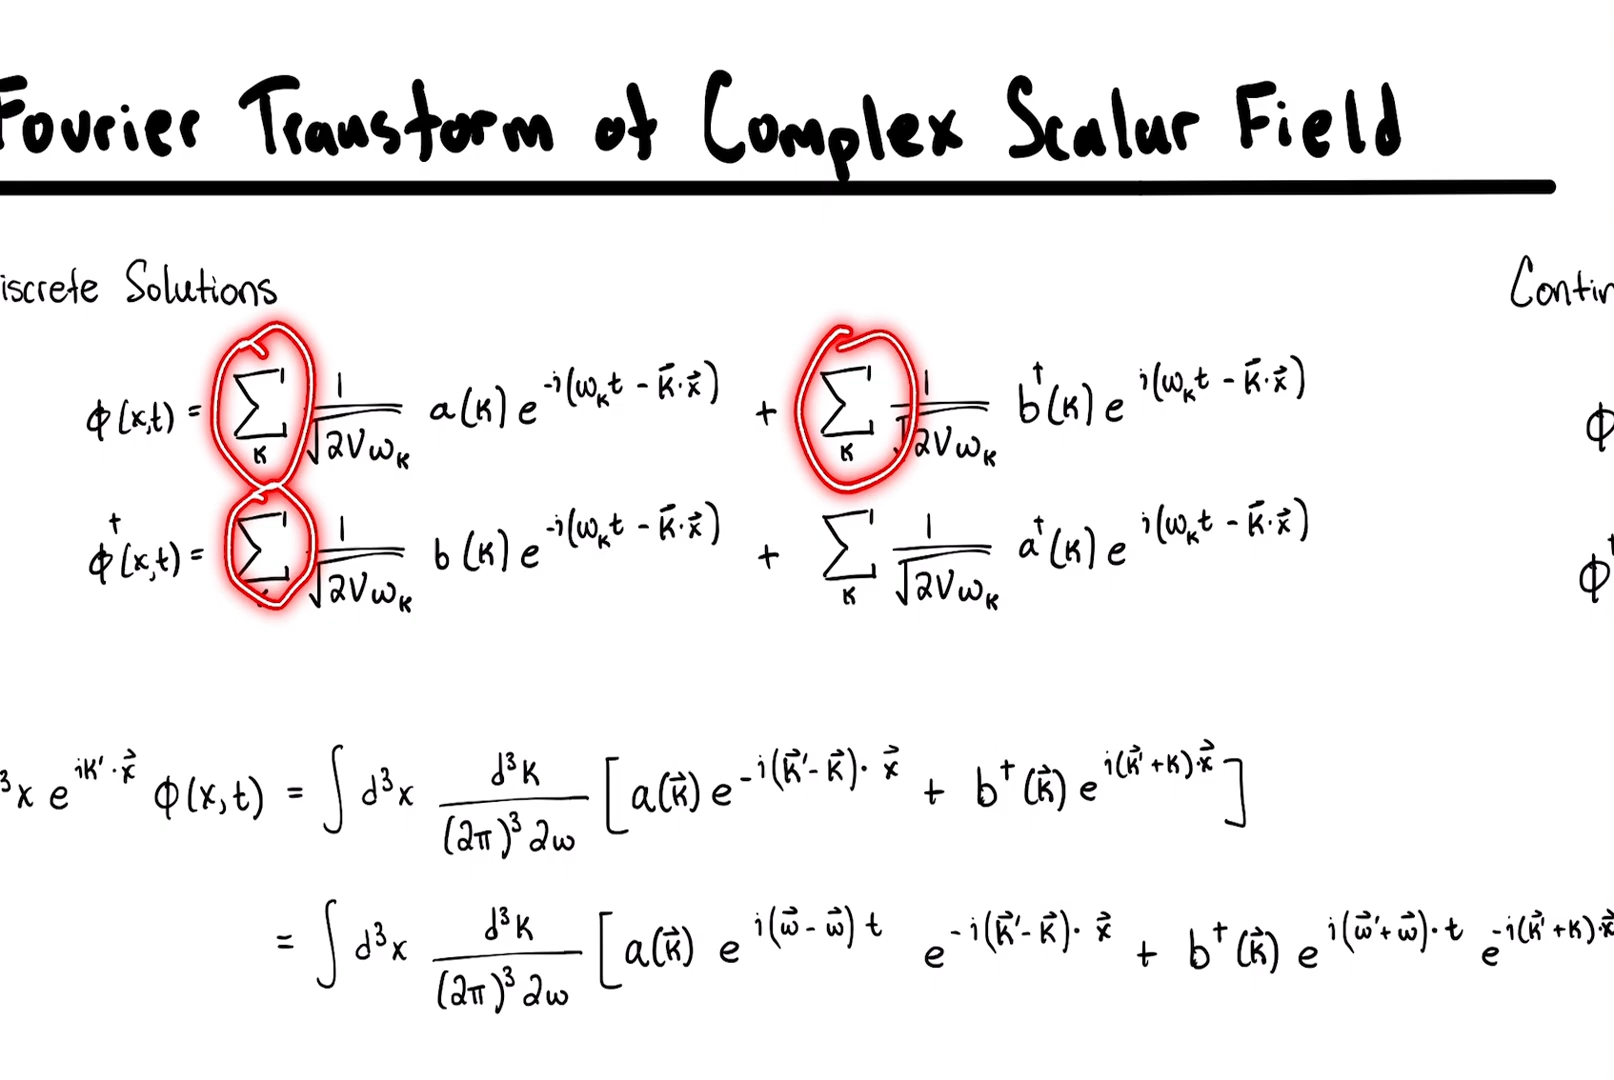 Fourier Transform of Complex Scalar Field
iscrete Solutions
Contin
ϕ(x,t) = ∑_K 1/√(2Vω_K) a(K) e^{-i(ω_K t - K⃗·x⃗)} + ∑_K 1/√(2Vω_K) b†(K) e^{i(ω_K t - K⃗·x⃗)}
ϕ
ϕ†(x,t) = ∑ 1/√(2Vω_K) b(K) e^{-i(ω_K t - K⃗·x⃗)} + ∑_K 1/√(2Vω_K) a†(K) e^{i(ω_K t - K⃗·x⃗)}
ϕ†
³x e^{iK'·x⃗} ϕ(x,t) = ∫ d³x d³K/((2π)³ 2ω) [a(K⃗) e^{-i(K⃗'-K⃗)·x⃗} + b†(K⃗) e^{i(K⃗'+K)·x⃗}]
= ∫ d³x d³K/((2π)³ 2ω) [a(K⃗) e^{i(ω⃗-ω⃗)t} e^{-i(K⃗'-K⃗)·x⃗} + b†(K⃗) e^{i(ω⃗'+ω⃗)·t} e^{-i(K⃗'+K)·x⃗}